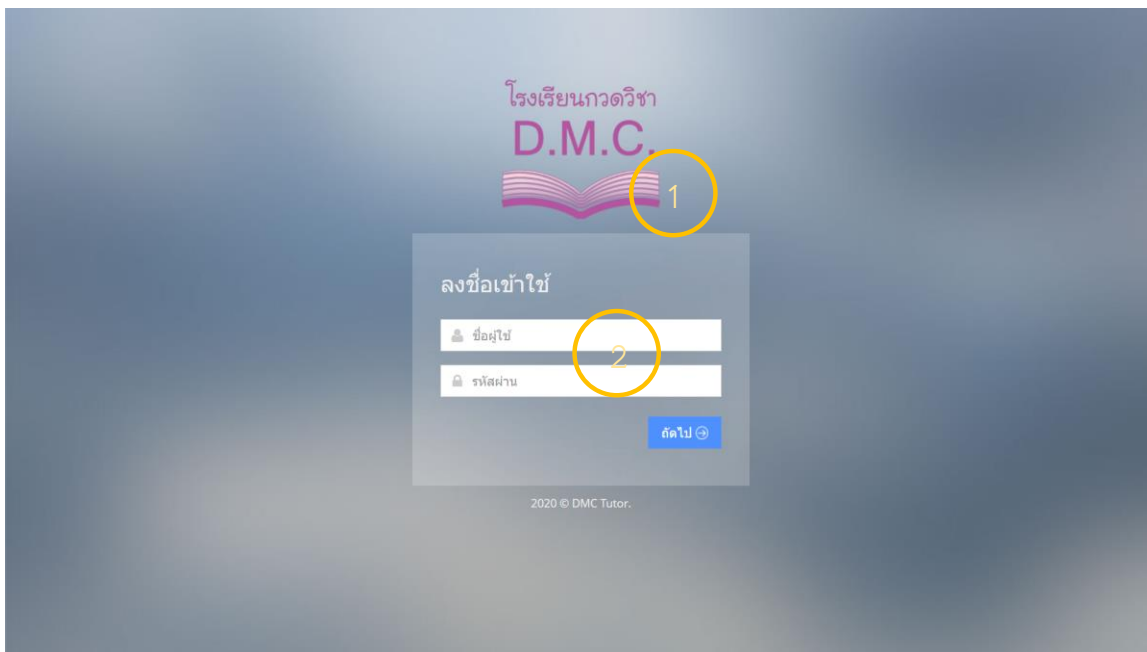 โรงเรียนกวดวิชา
D.M.C.
1
ลงชื่อเข้าใช้
ชื่อผู้ใช้
2
รหัสผ่าน
ถัดไป
2020 © DMC Tutor.